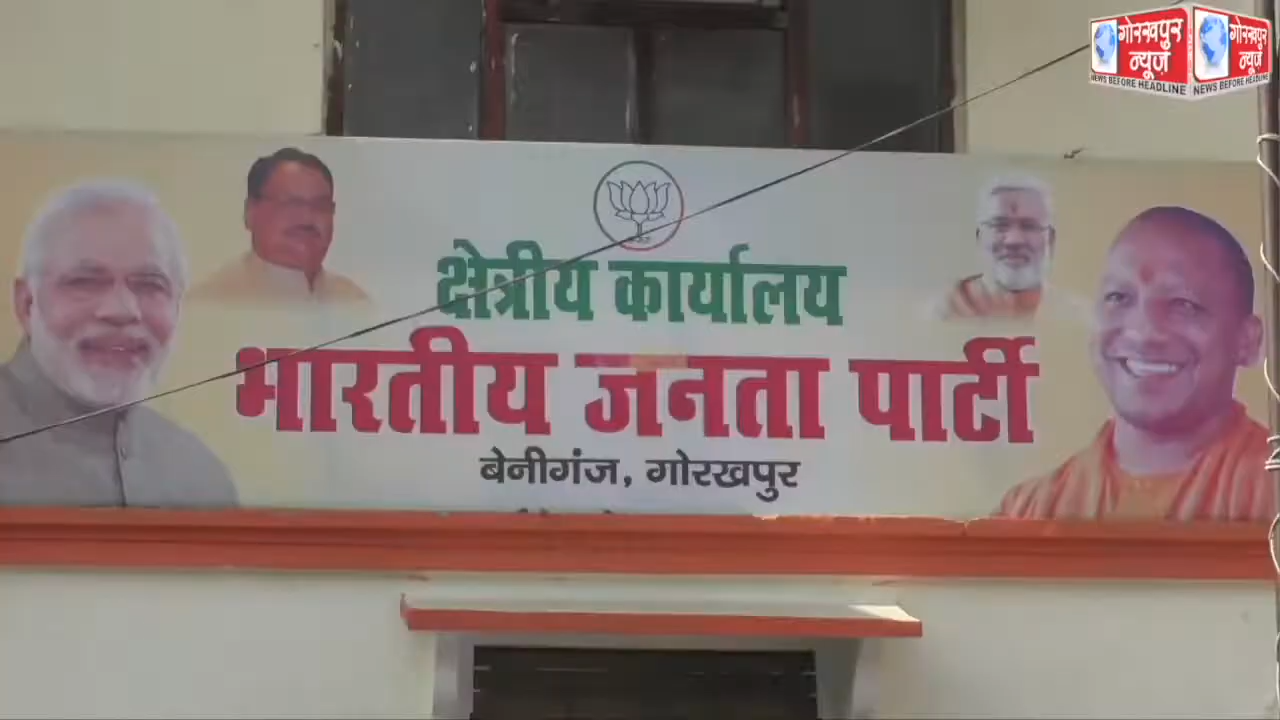 गोरखपुर
न्यूज़
NEWS BEFORE HEADLINE
गोरखपुर
न्यूज़
NEWS BEFORE HEADLINE
क्षेत्रीय कार्यालय
भारतीय जनता पार्टी
बेनीगंज, गोरखपुर